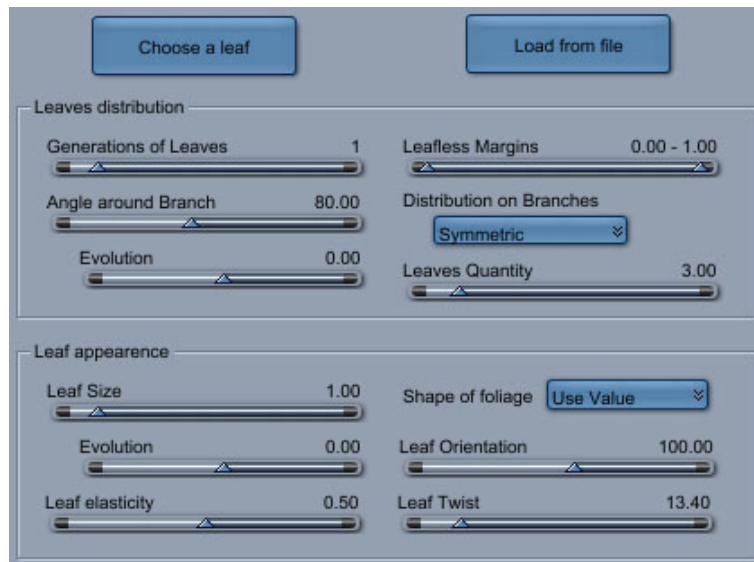 Choose a leaf
Load from file
Leaves distribution
Generations of Leaves 1
Leafless Margins 0.00 - 1.00
Angle around Branch 80.00
Distribution on Branches
Symmetric
Evolution 0.00
Leaves Quantity 3.00
Leaf appearence
Leaf Size 1.00
Shape of foliage Use Value
Evolution 0.00
Leaf Orientation 100.00
Leaf elasticity 0.50
Leaf Twist 13.40